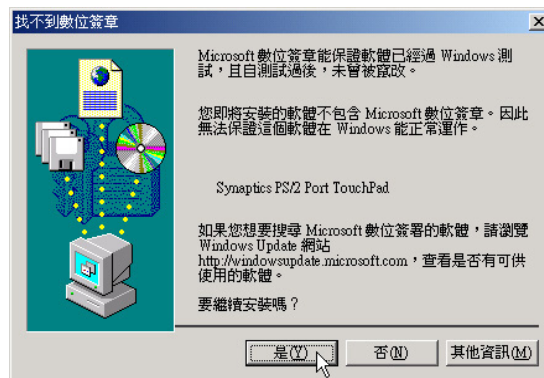 找不到數位簽章
Microsoft 數位簽章能保證軟體已經過 Windows 測
試，且自測試過後，未曾被竄改。
您即將安裝的軟體不包含 Microsoft 數位簽章。因此
無法保證這個軟體在 Windows 能正常運作。
Synaptics PS/2 Port TouchPad
如果您想要搜尋 Microsoft 數位簽署的軟體，請瀏覽
Windows Update 網站
http://windowsupdate.microsoft.com，查看是否有可供
使用的軟體。
要繼續安裝嗎？
是(Y)
否(N)
其他資訊(M)